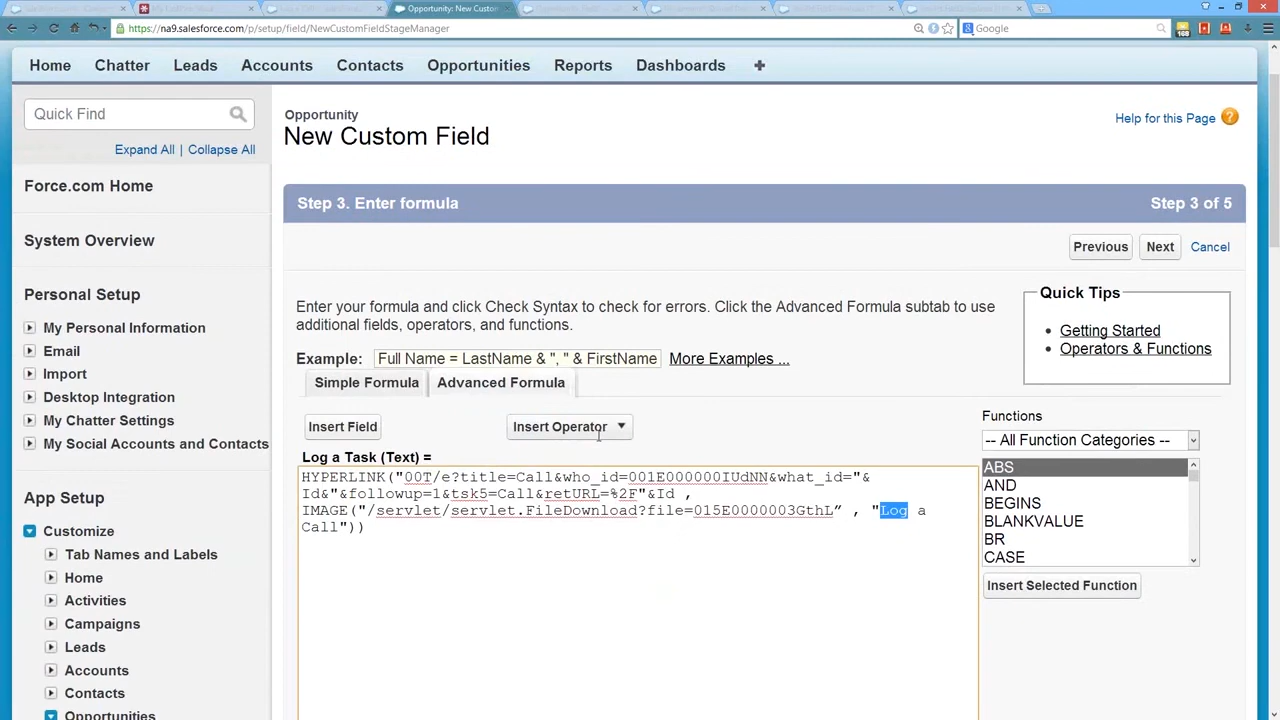 Opportunity: New Custom
https://na9.salesforce.com/p/setup/field/NewCustomFieldStageManager
Google
Home Chatter Leads Accounts Contacts Opportunities Reports Dashboards +
Quick Find
Expand All | Collapse All
Force.com Home
System Overview
Personal Setup
My Personal Information
Email
Import
Desktop Integration
My Chatter Settings
My Social Accounts and Contacts
App Setup
Customize
Tab Names and Labels
Home
Activities
Campaigns
Leads
Accounts
Contacts
Opportunities
Opportunity
New Custom Field
Help for this Page ?
Step 3. Enter formula Step 3 of 5
Previous Next Cancel
Enter your formula and click Check Syntax to check for errors. Click the Advanced Formula subtab to use
additional fields, operators, and functions.
Example: Full Name = LastName & ", " & FirstName More Examples ...
Quick Tips
• Getting Started
• Operators & Functions
Simple Formula Advanced Formula
Insert Field Insert Operator
Log a Task (Text) =
HYPERLINK("00T/e?title=Call&who_id=001E000000IUdNN&what_id="&
Id&"&followup=1&tsk5=Call&retURL=%2F"&Id ,
IMAGE("/servlet/servlet.FileDownload?file=015E0000003GthL” , "Log a
Call"))
Functions
-- All Function Categories --
ABS
AND
BEGINS
BLANKVALUE
BR
CASE
Insert Selected Function